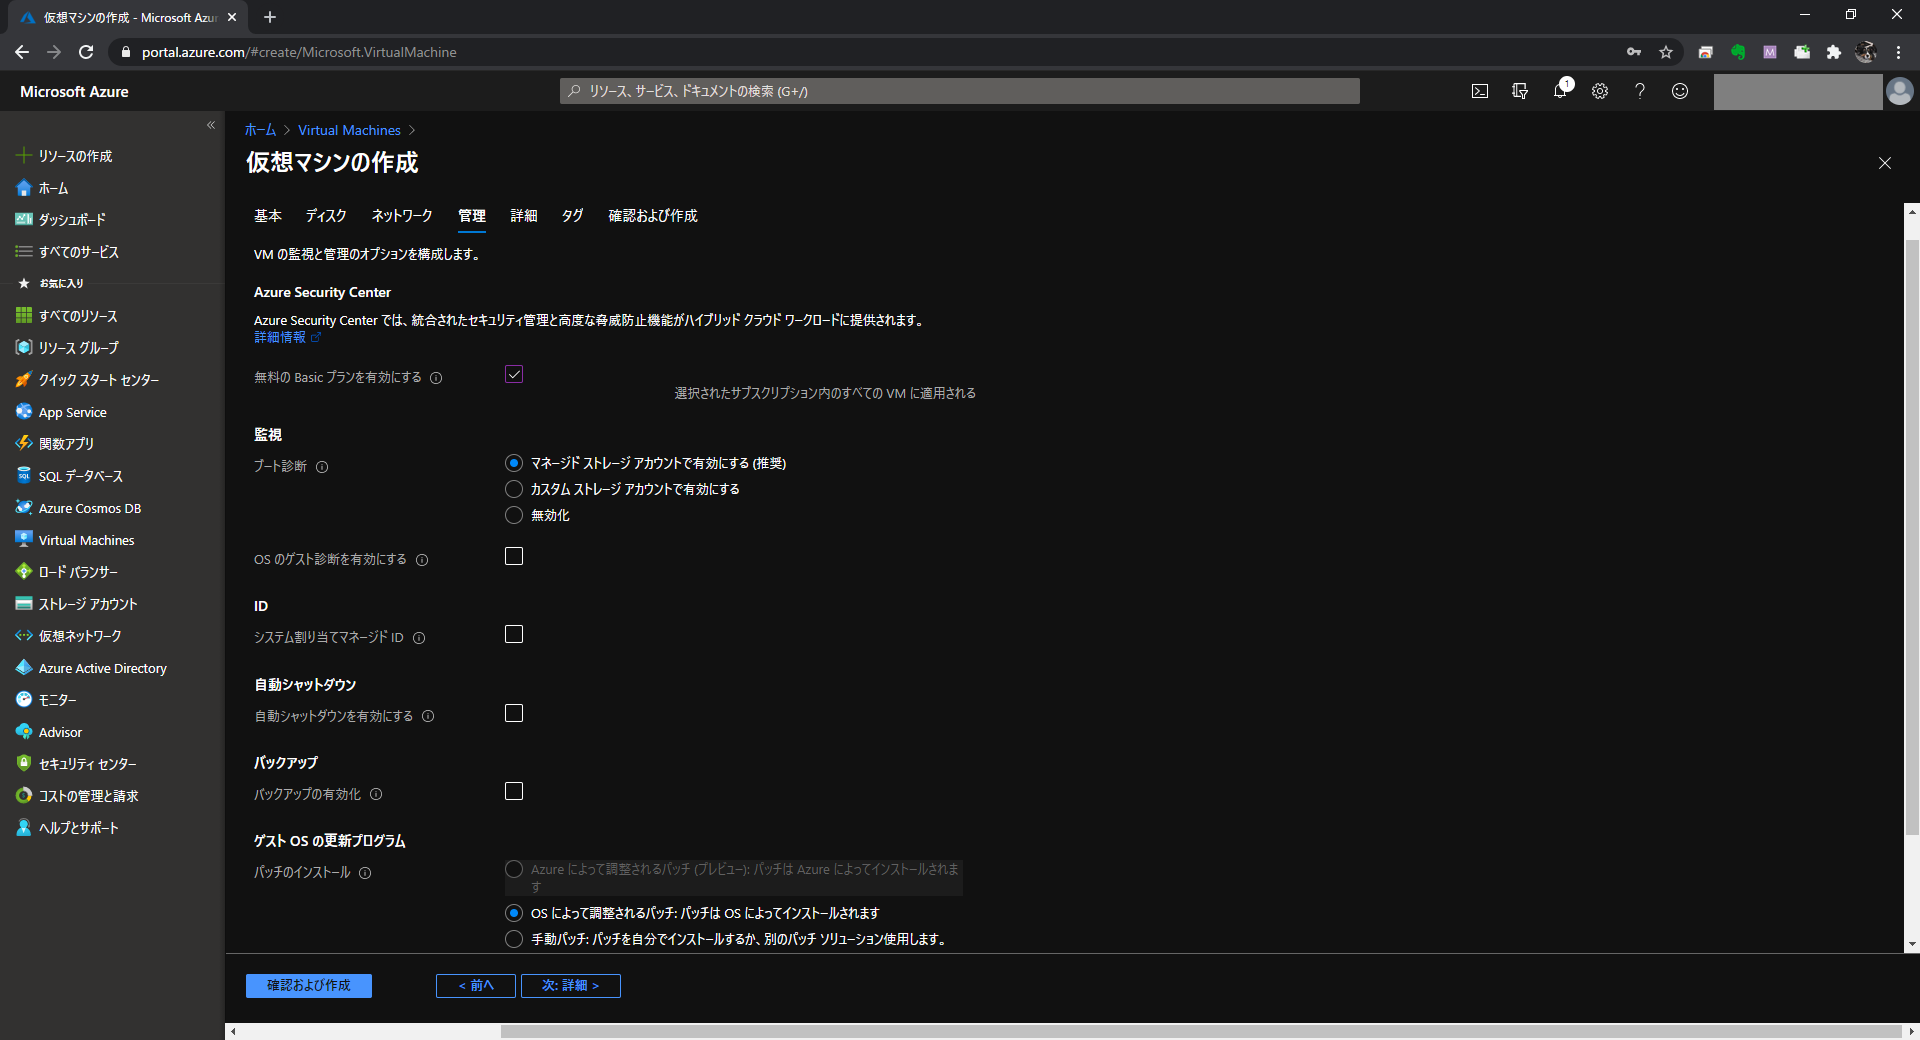 仮想マシンの作成 - Microsoft Azur
portal.azure.com/#create/Microsoft.VirtualMachine
M
Microsoft Azure
リソース、サービス、ドキュメントの検索 (G+/)
1
リソースの作成
ホーム
ダッシュボード
すべてのサービス
お気に入り
すべてのリソース
リソース グループ
クイック スタート センター
App Service
関数アプリ
SQL データベース
Azure Cosmos DB
Virtual Machines
ロード バランサー
ストレージ アカウント
仮想ネットワーク
Azure Active Directory
モニター
Advisor
セキュリティ センター
コストの管理と請求
ヘルプとサポート
ホーム > Virtual Machines >
仮想マシンの作成
基本 ディスク ネットワーク 管理 詳細 タグ 確認および作成
VM の監視と管理のオプションを構成します。
Azure Security Center
Azure Security Center では、統合されたセキュリティ管理と高度な脅威防止機能がハイブリッド クラウド ワークロードに提供されます。
詳細情報
無料の Basic プランを有効にする
選択されたサブスクリプション内のすべての VM に適用される
監視
ブート診断
マネージド ストレージ アカウントで有効にする (推奨)
カスタム ストレージ アカウントで有効にする
無効化
OS のゲスト診断を有効にする
ID
システム割り当てマネージド ID
自動シャットダウン
自動シャットダウンを有効にする
バックアップ
バックアップの有効化
ゲスト OS の更新プログラム
パッチのインストール
Azure によって調整されるパッチ (プレビュー): パッチは Azure によってインストールされま
す
OS によって調整されるパッチ: パッチは OS によってインストールされます
手動パッチ: パッチを自分でインストールするか、別のパッチ ソリューション使用します。
確認および作成
< 前へ
次: 詳細 >